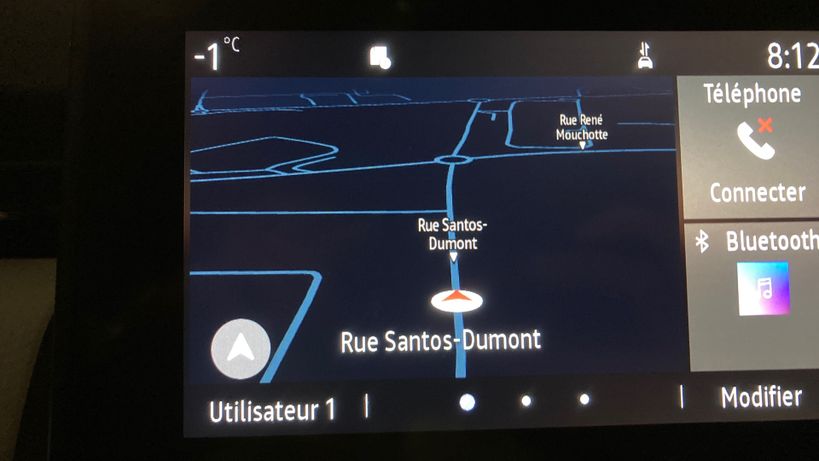 -1°C
8:12
Téléphone
Rue René
Mouchotte
Connecter
Rue Santos-
Dumont
Bluetooth
Rue Santos-Dumont
Utilisateur 1
Modifier